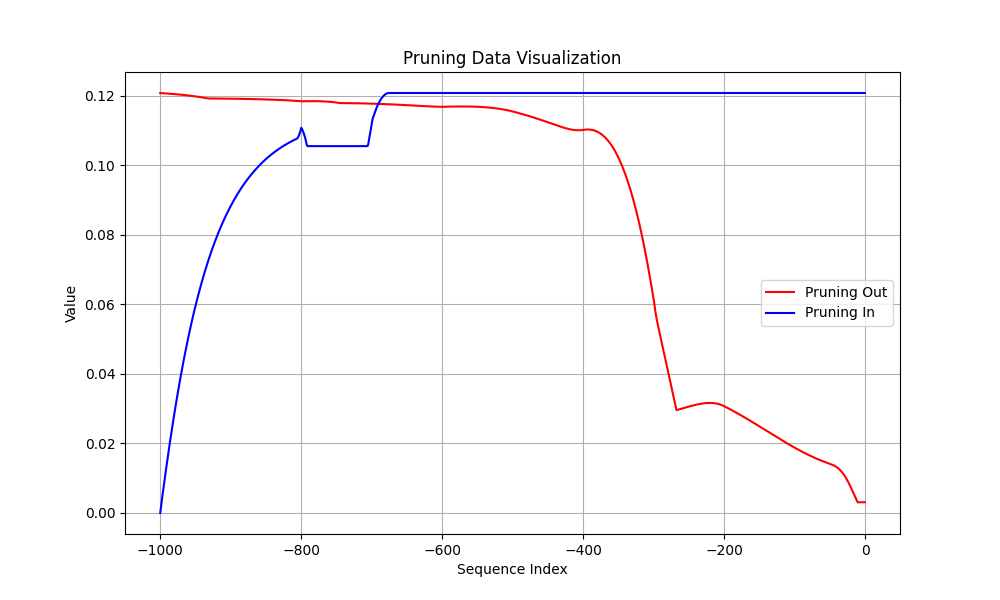 Pruning Data Visualization
0.12
0.10
0.08
0.06
0.04
0.02
0.00
Value
Pruning Out
Pruning In
−1000
−800
−600
−400
−200
0
Sequence Index